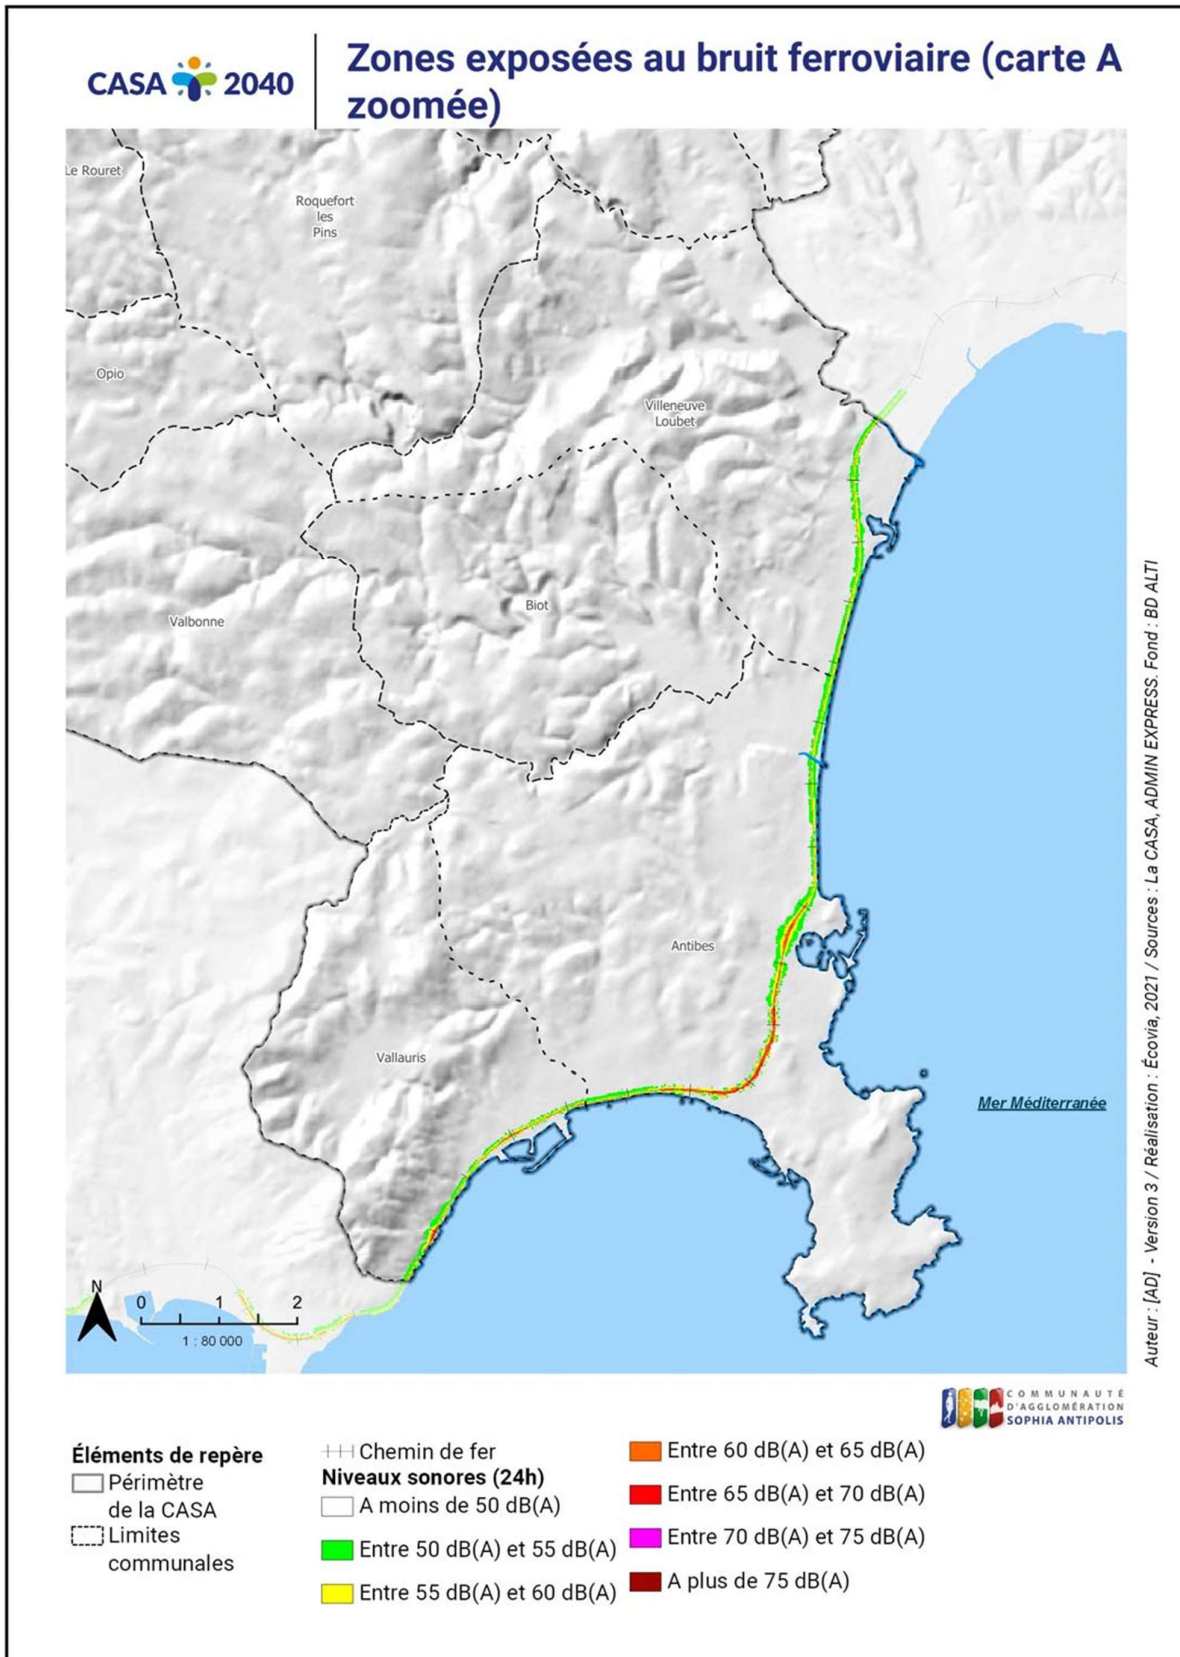 CASA 2040
Zones exposées au bruit ferroviaire (carte A
zoomée)
Le Rouret
Roquefort
les
Pins
Opio
Villeneuve
Loubet
Biot
Valbonne
Antibes
Vallauris
Mer Méditerranée
N
0 1 2
1 : 80 000
Auteur : [AD] - Version 3 / Réalisation : Écovia, 2021 / Sources : La CASA, ADMIN EXPRESS. Fond : BD ALTI
COMMUNAUTÉ
D'AGGLOMÉRATION
SOPHIA ANTIPOLIS
Éléments de repère
Périmètre
de la CASA
Limites
communales
Chemin de fer
Niveaux sonores (24h)
A moins de 50 dB(A)
Entre 50 dB(A) et 55 dB(A)
Entre 55 dB(A) et 60 dB(A)
Entre 60 dB(A) et 65 dB(A)
Entre 65 dB(A) et 70 dB(A)
Entre 70 dB(A) et 75 dB(A)
A plus de 75 dB(A)